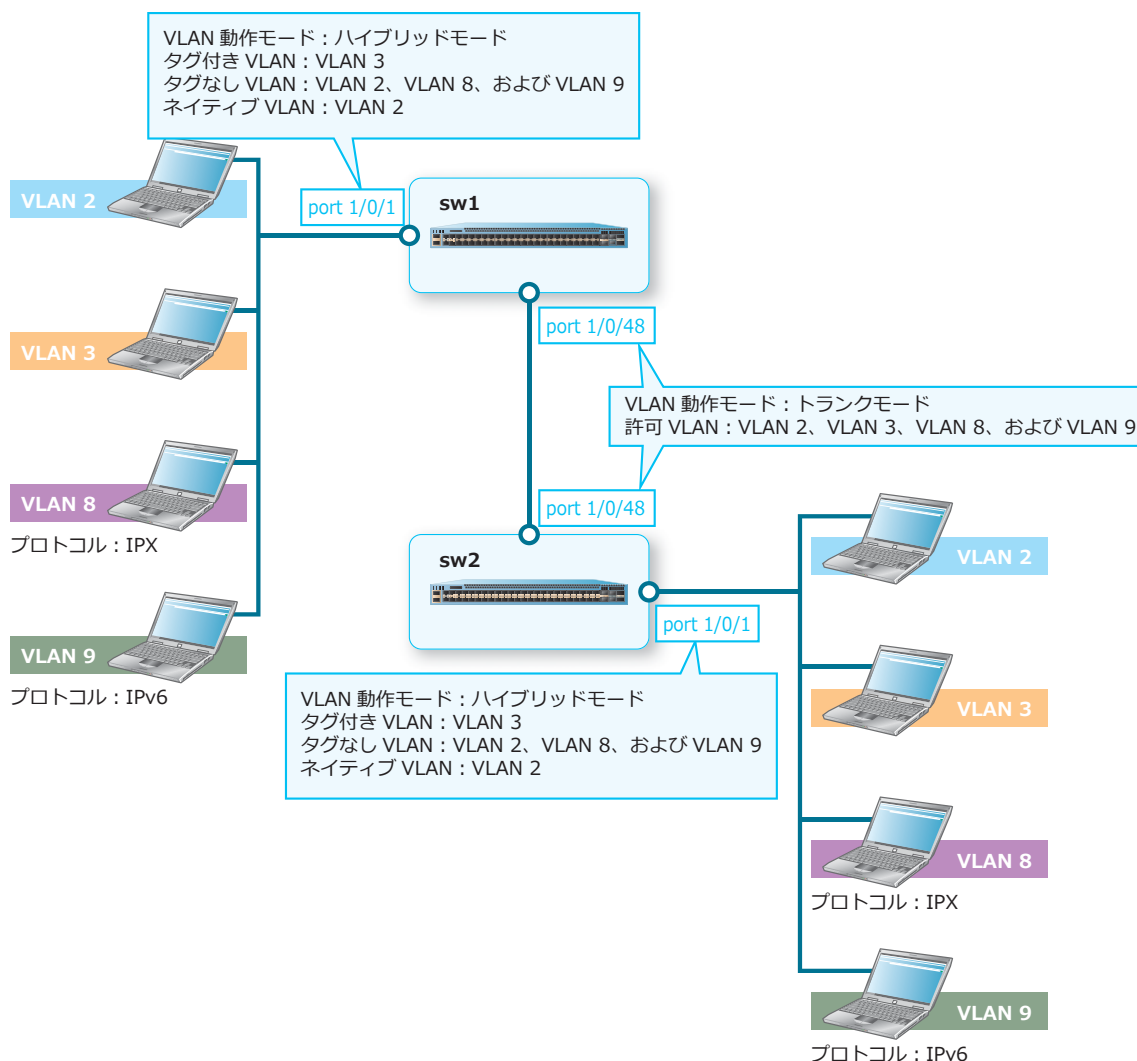 VLAN 動作モード：ハイブリッドモード
タグ付き VLAN：VLAN 3
タグなし VLAN：VLAN 2、VLAN 8、および VLAN 9
ネイティブ VLAN：VLAN 2
VLAN 2
port 1/0/1
sw1
VLAN 3
port 1/0/48
VLAN 動作モード：トランクモード
許可 VLAN：VLAN 2、VLAN 3、VLAN 8、および VLAN 9
VLAN 8
プロトコル：IPX
port 1/0/48
sw2
VLAN 2
VLAN 9
プロトコル：IPv6
port 1/0/1
VLAN 動作モード：ハイブリッドモード
タグ付き VLAN：VLAN 3
タグなし VLAN：VLAN 2、VLAN 8、および VLAN 9
ネイティブ VLAN：VLAN 2
VLAN 3
VLAN 8
プロトコル：IPX
VLAN 9
プロトコル：IPv6